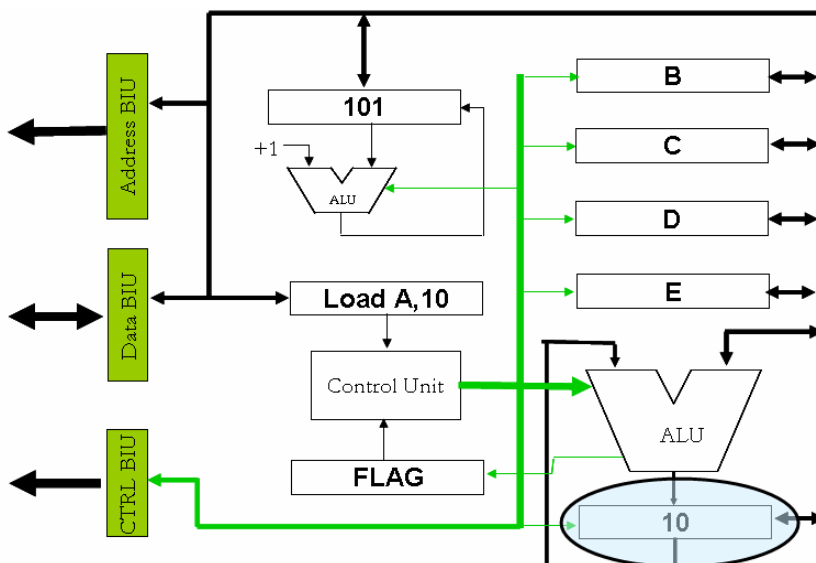 Address BIU
101
+1
ALU
B
C
D
E
Data BIU
Load A,10
Control Unit
ALU
CTRL BIU
FLAG
10